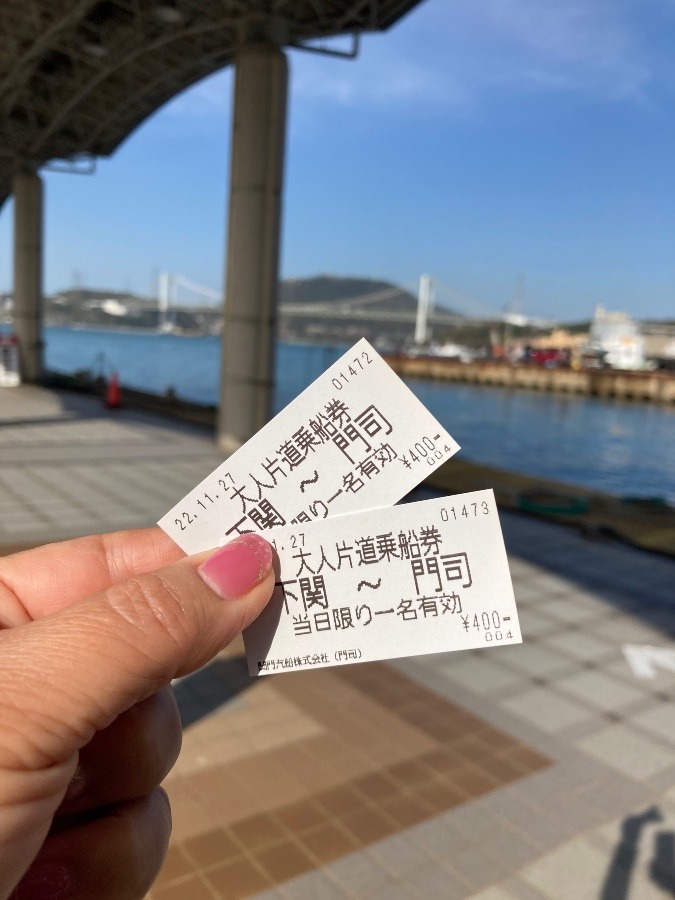 01472
22.11.27
大人片道乗船券
下関 ~ 門司
限り一名有効
¥400-
004
01473
1.27
大人片道乗船券
下関 ~ 門司
当日限り一名有効
¥400-
004
関門汽船株式会社 (門司)